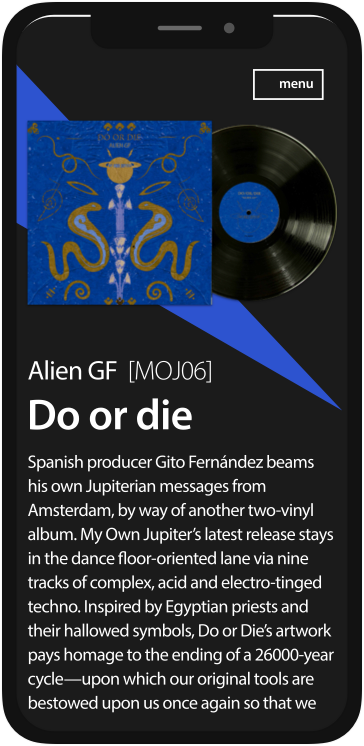 menu
DO OR DIE
ALIEN GF
Alien GF [MOJ06]
Do or die
Spanish producer Gito Fernández beams
his own Jupiterian messages from
Amsterdam, by way of another two-vinyl
album. My Own Jupiter’s latest release stays
in the dance floor-oriented lane via nine
tracks of complex, acid and electro-tinged
techno. Inspired by Egyptian priests and
their hallowed symbols, Do or Die’s artwork
pays homage to the ending of a 26000-year
cycle—upon which our original tools are
bestowed upon us once again so that we